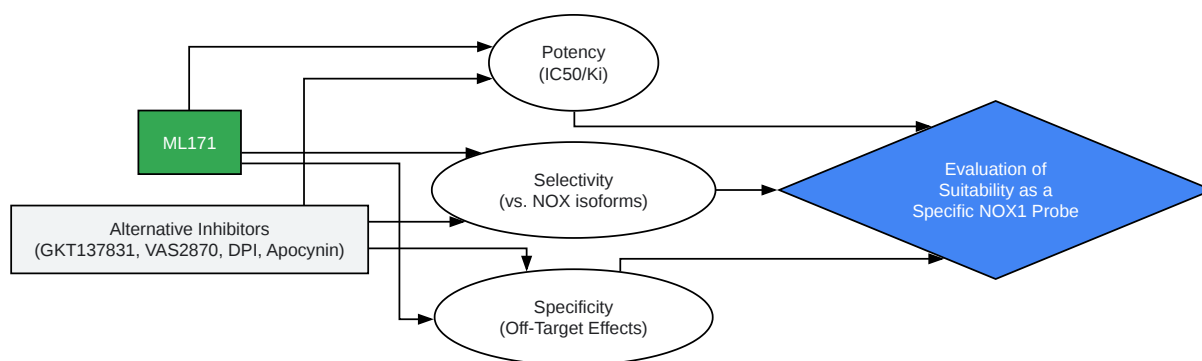 Potency
(IC50/Ki)
ML171
Selectivity
(vs. NOX isoforms)
Evaluation of
Suitability as a
Specific NOX1 Probe
Alternative Inhibitors
(GKT137831, VAS2870, DPI, Apocynin)
Specificity
(Off-Target Effects)